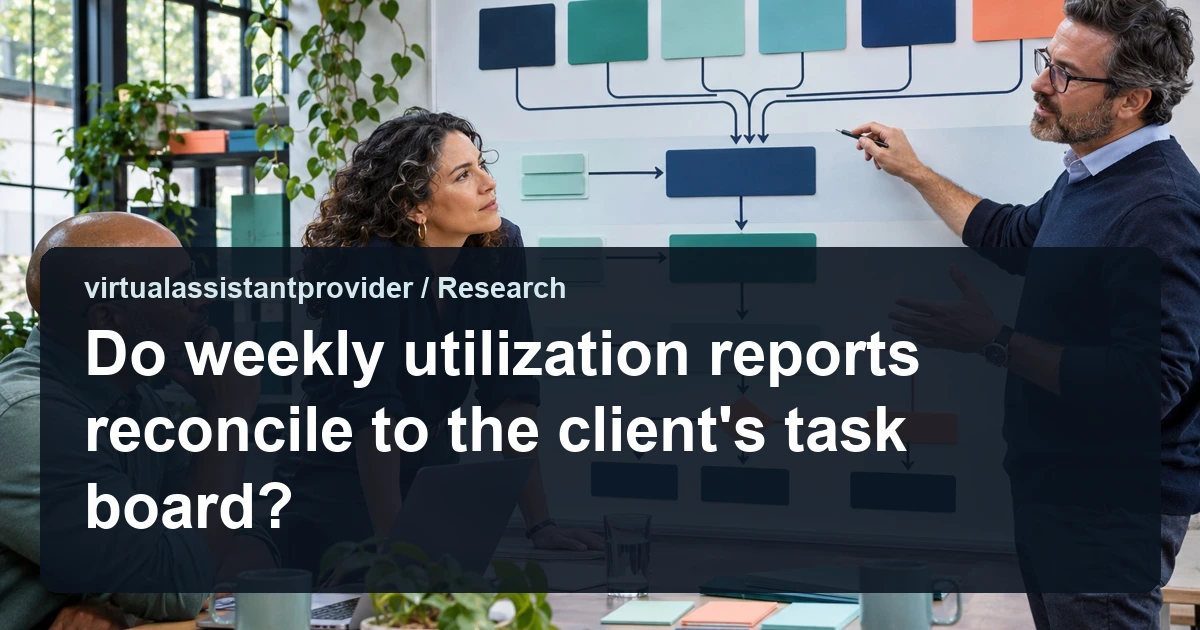 virtualassistantprovider / Research
Do weekly utilization reports
reconcile to the client's task
board?